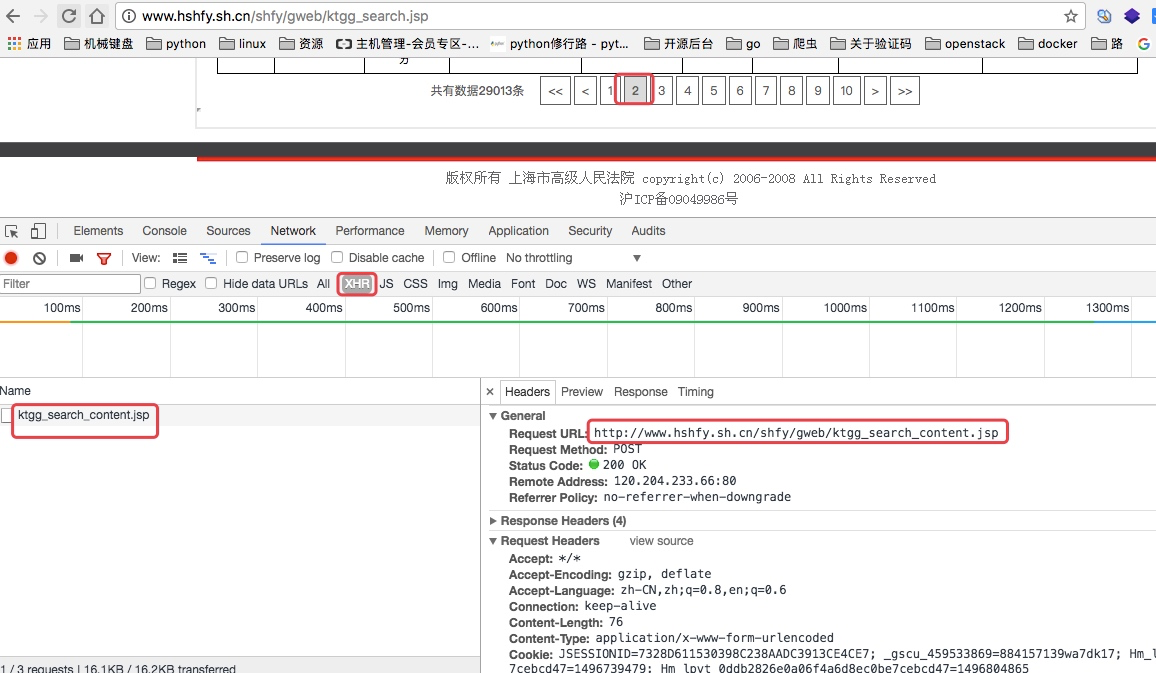 www.hshfy.sh.cn/shfy/gweb/ktgg_search.jsp
应用 机械键盘 python linux 资源 主机管理-会员专区-... python修行路 - pyt... 开源后台 go 爬虫 关于验证码 openstack docker 路
分
共有数据29013条 << < 1 2 3 4 5 6 7 8 9 10 > >>
版权所有 上海市高级人民法院 copyright(c) 2006-2008 All Rights Reserved
沪ICP备09049986号
Elements Console Sources Network Performance Memory Application Security Audits
View: Preserve log Disable cache Offline No throttling
Filter Regex Hide data URLs All XHR JS CSS Img Media Font Doc WS Manifest Other
100ms 200ms 300ms 400ms 500ms 600ms 700ms 800ms 900ms 1000ms 1100ms 1200ms 1300ms
Name
ktgg_search_content.jsp
× Headers Preview Response Timing
General
Request URL: http://www.hshfy.sh.cn/shfy/gweb/ktgg_search_content.jsp
Request Method: POST
Status Code: 200 OK
Remote Address: 120.204.233.66:80
Referrer Policy: no-referrer-when-downgrade
Response Headers (4)
Request Headers view source
Accept: */*
Accept-Encoding: gzip, deflate
Accept-Language: zh-CN,zh;q=0.8,en;q=0.6
Connection: keep-alive
Content-Length: 76
Content-Type: application/x-www-form-urlencoded
Cookie: JSESSIONID=7328D611530398C238AADC3913CE4CE7; _gscu_459533869=884157139wa7dk17; Hm_l
7cebcd47=1496739479; Hm_lpvt_0ddb2826e0a06f4a6d8ec0be7cebcd47=1496804865
1 / 3 requests | 16.1KB / 16.2KB transferred